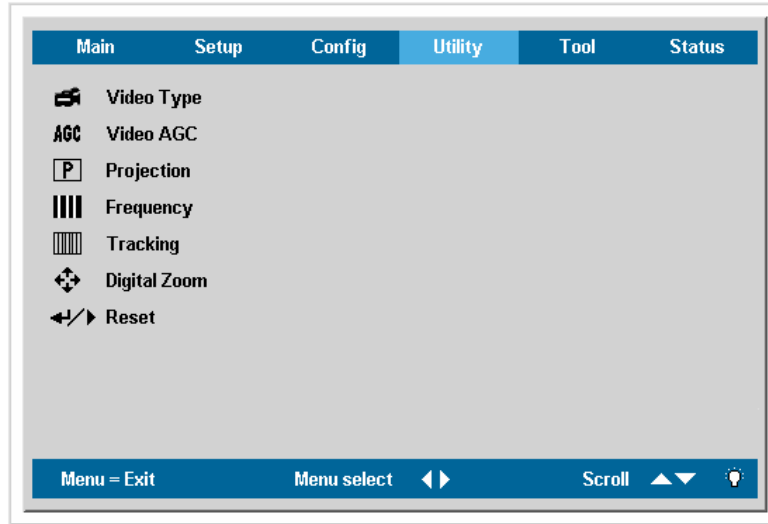 Main Setup Config Utility Tool Status
Video Type
AGC Video AGC
P Projection
Frequency
Tracking
Digital Zoom
Reset
Menu = Exit Menu select Scroll